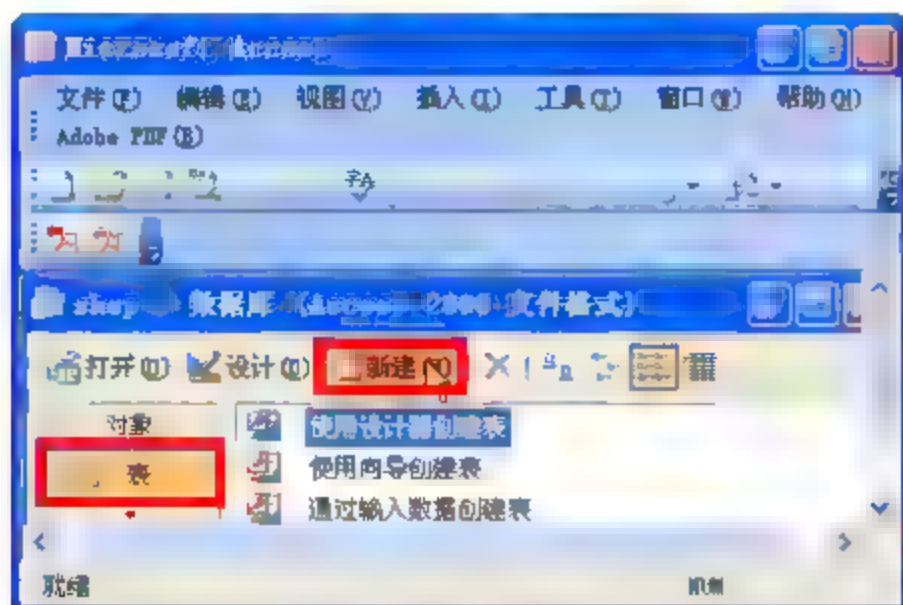 文件(F) 编辑(E) 视图(V) 插入(I) 工具(T) 窗口(W) 帮助(H)
Adobe PDF(B)
数据库 文件格式)
打开(O) 设计(D) 新建(N)
对象
使用设计器创建表
表
使用向导创建表
通过输入数据创建表
就绪